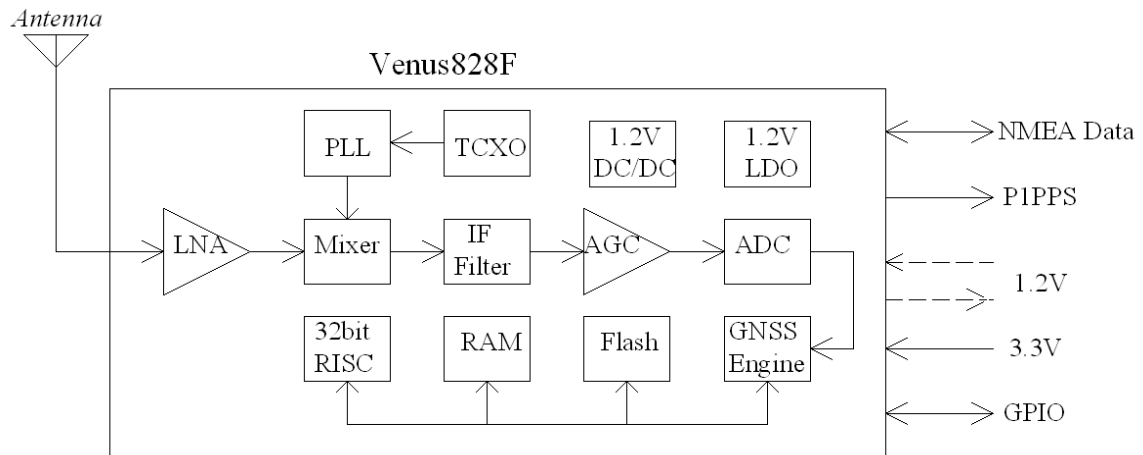 Antenna
Venus828F
PLL
TCXO
1.2V
DC/DC
1.2V
LDO
NMEA Data
P1PPS
LNA
Mixer
IF
Filter
AGC
ADC
1.2V
32bit
RISC
RAM
Flash
GNSS
Engine
3.3V
GPIO